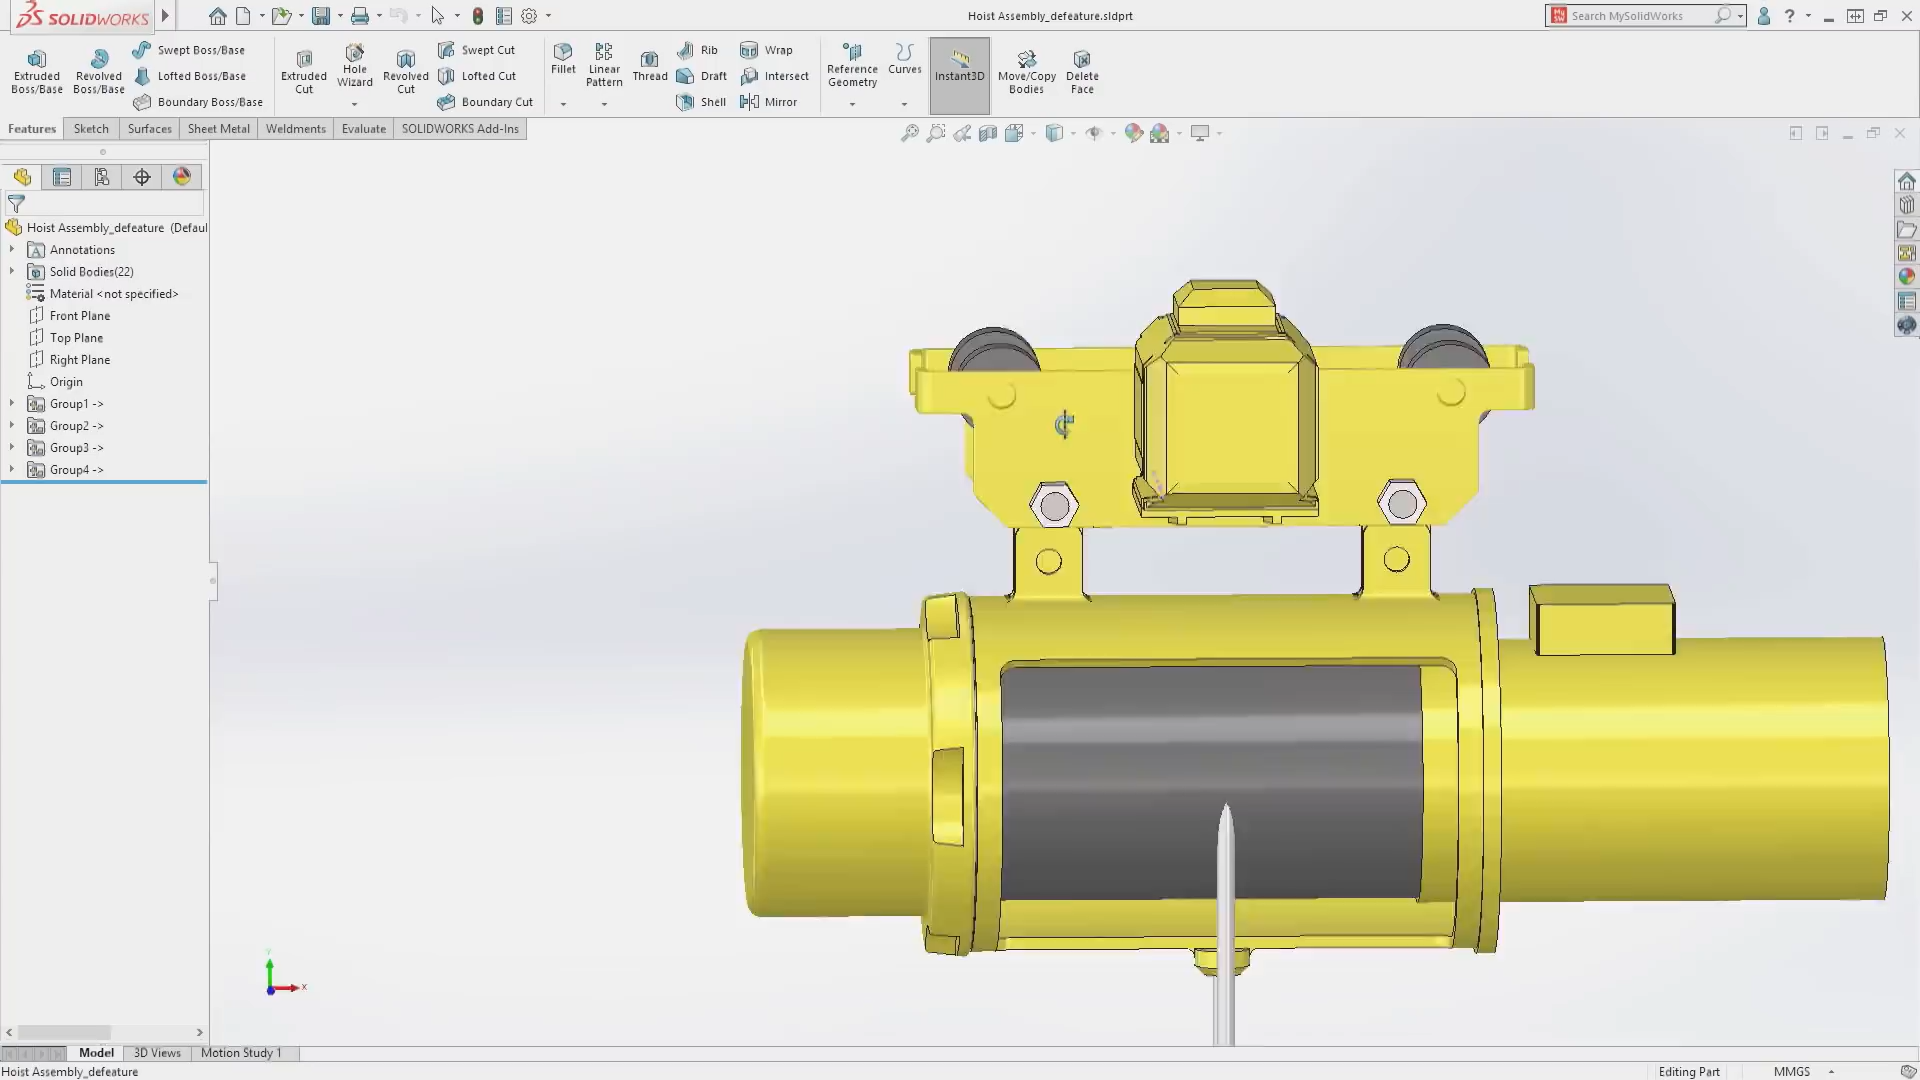 SOLIDWORKS
Hoist Assembly_defeature.sldprt
Search MySolidWorks
Extruded Boss/Base
Revolved Boss/Base
Swept Boss/Base
Lofted Boss/Base
Boundary Boss/Base
Extruded Cut
Hole Wizard
Revolved Cut
Swept Cut
Lofted Cut
Boundary Cut
Fillet
Linear Pattern
Thread
Rib
Draft
Shell
Wrap
Intersect
Mirror
Reference Geometry
Curves
Instant3D
Move/Copy Bodies
Delete Face
Features
Sketch
Surfaces
Sheet Metal
Weldments
Evaluate
SOLIDWORKS Add-Ins
Hoist Assembly_defeature (Defaul
Annotations
Solid Bodies(22)
Material <not specified>
Front Plane
Top Plane
Right Plane
Origin
Group1 ->
Group2 ->
Group3 ->
Group4 ->
Y
X
Model
3D Views
Motion Study 1
Hoist Assembly_defeature
Editing Part
MMGS